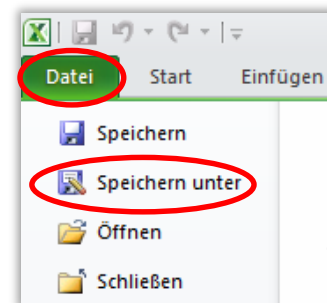 Datei Start Einfügen
Speichern
Speichern unter
Öffnen
Schließen